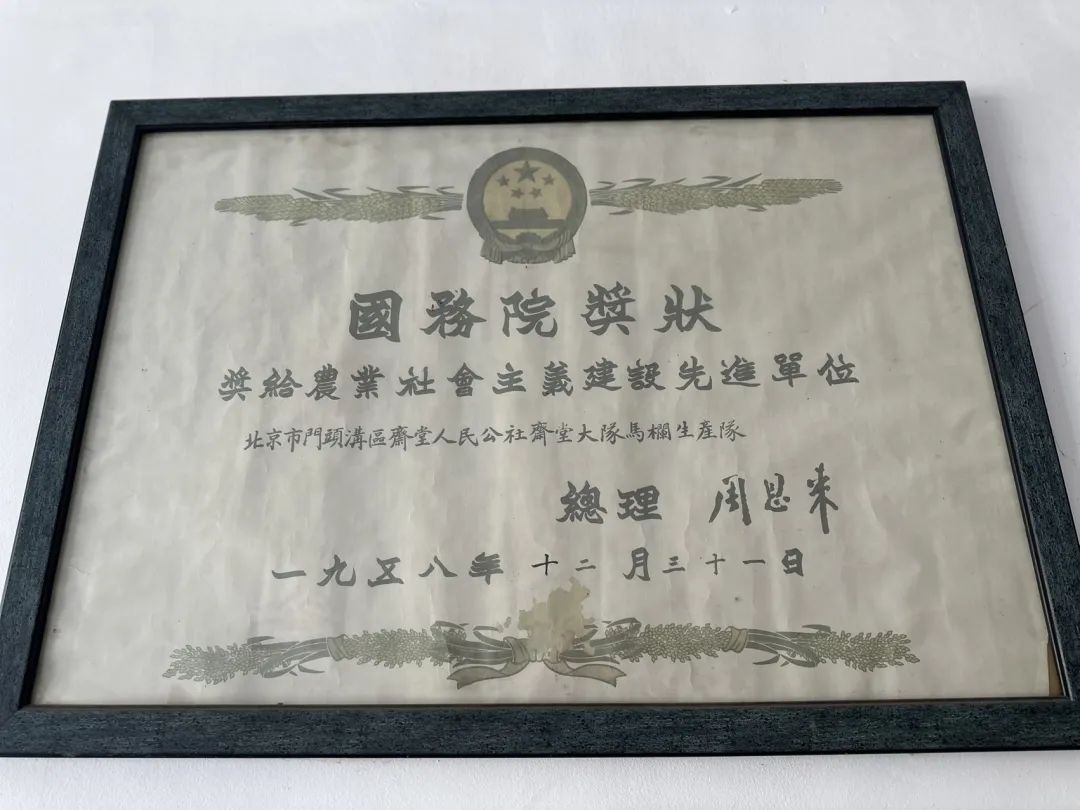 國務院獎狀
獎給農業社會主義建設先進單位
北京市門頭溝區齋堂人民公社齋堂大隊馬欄生產隊
總理 周恩来
一九五八年 十二月三十一日